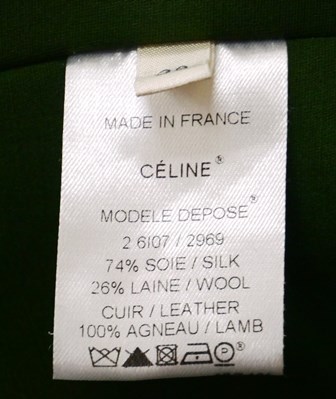 MADE IN FRANCE
CÉLINE®
MODELE DEPOSE®
2 6I07 / 2969
74% SOIE / SILK
26% LAINE / WOOL
CUIR / LEATHER
100% AGNEAU / LAMB
P